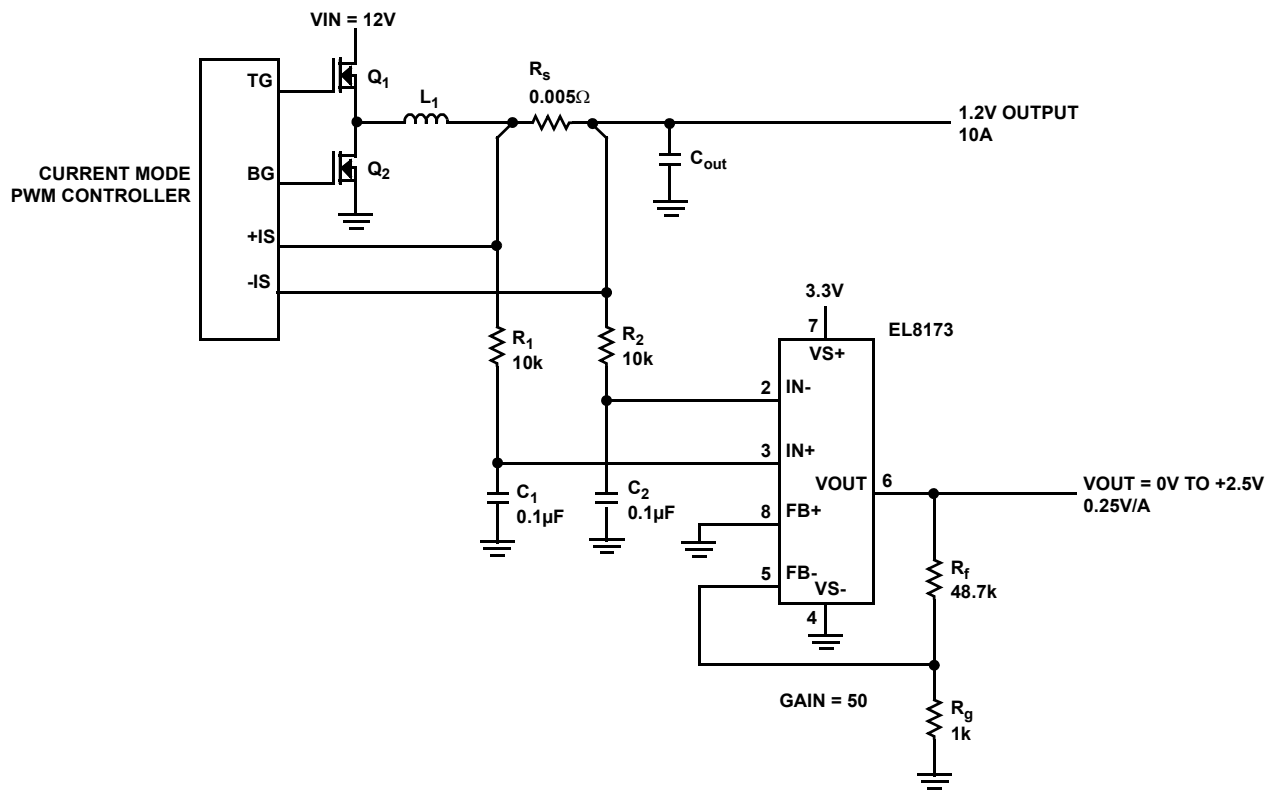 VIN = 12V
TG
Q1
L1
Rs
0.005Ω
1.2V OUTPUT
10A
Cout
CURRENT MODE
PWM CONTROLLER
BG
Q2
+IS
-IS
3.3V
7
EL8173
VS+
R1
10k
R2
10k
2
IN-
3
IN+
VOUT
6
VOUT = 0V TO +2.5V
0.25V/A
C1
0.1µF
C2
0.1µF
8
FB+
5
FB-
VS-
4
Rf
48.7k
GAIN = 50
Rg
1k